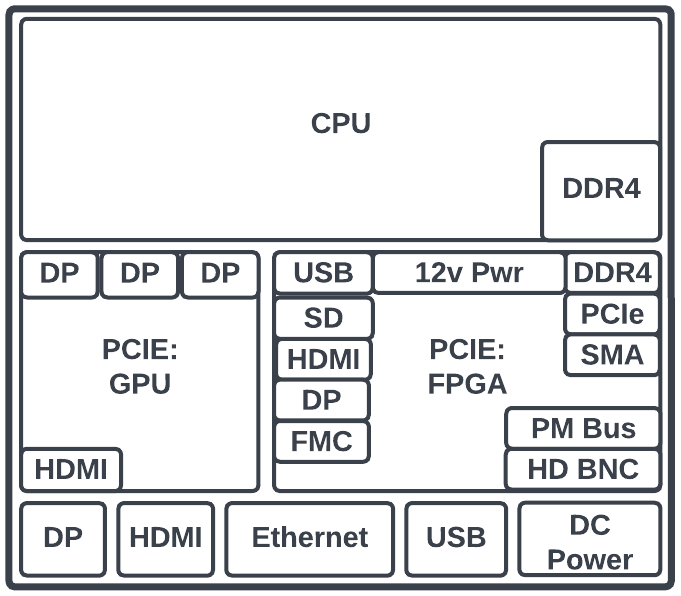 CPU
DDR4
DP
DP
DP
PCIE:
GPU
HDMI
USB
12v Pwr
DDR4
SD
HDMI
DP
FMC
PCIE:
FPGA
PCIe
SMA
PM Bus
HD BNC
DP
HDMI
Ethernet
USB
DC
Power